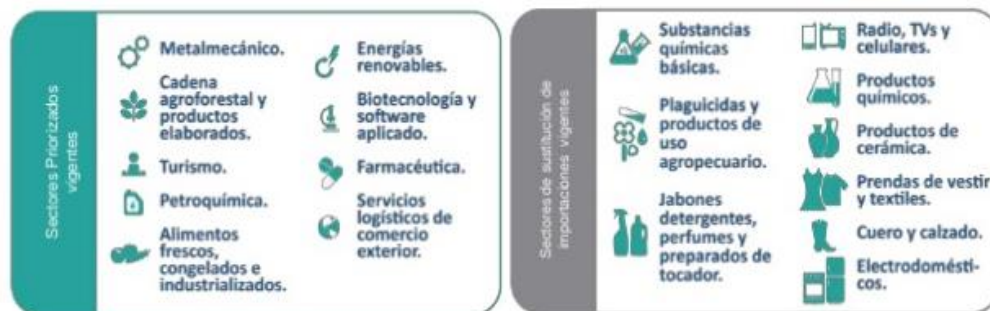 Sectores Priorizados
vigentes
Metalmecánico.
Cadena
agroforestal y
productos
elaborados.
Turismo.
Petroquímica.
Alimentos
frescos,
congelados e
industrializados.
Energías
renovables.
Biotecnología y
software
aplicado.
Farmacéutica.
Servicios
logísticos de
comercio
exterior.
Sectores de sustitución de
importaciones vigentes
Substancias
químicas
básicas.
Plaguicidas y
productos de
uso
agropecuario.
Jabones
detergentes,
perfumes y
preparados de
tocador.
Radio, TVs y
celulares.
Productos
químicos.
Productos de
cerámica.
Prendas de vestir
y textiles.
Cuero y calzado.
Electrodomésti-
cos.